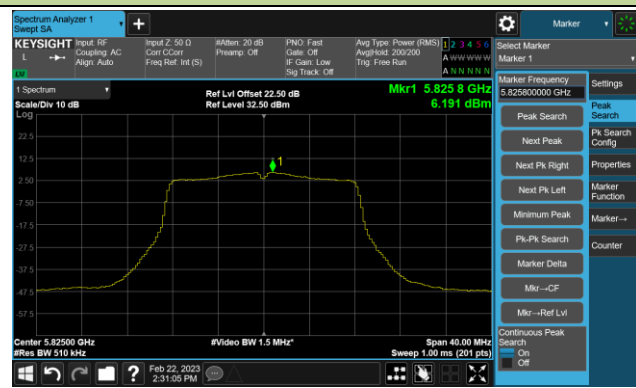 Spectrum Analyzer 1
Swept SA
+
Marker
KEYSIGHT
L
LW
Input: RF
Coupling: AC
Align: Auto
Input Z: 50 Ω
Corr CCorr
Freq Ref: Int (S)
#Atten: 20 dB
Preamp: Off
PNO: Fast
Gate: Off
IF Gain: Low
Sig Track: Off
Avg Type: Power (RMS)
Avg|Hold: 200/200
Trig: Free Run
1 2 3 4 5 6
A W W W W W
A N N N N N
Select Marker
Marker 1
1 Spectrum
Scale/Div 10 dB
Log
Ref Lvl Offset 22.50 dB
Ref Level 32.50 dBm
Mkr1 5.825 8 GHz
6.191 dBm
22.5
12.5
2.50
-7.50
-17.5
-27.5
-37.5
-47.5
-57.5
1
Center 5.82500 GHz
#Res BW 510 kHz
#Video BW 1.5 MHz*
Span 40.00 MHz
Sweep 1.00 ms (201 pts)
Marker Frequency
5.825800000 GHz
Peak Search
Next Peak
Next Pk Right
Next Pk Left
Minimum Peak
Pk-Pk Search
Marker Delta
Mkr→CF
Mkr→Ref Lvl
Continuous Peak
Search
On
Off
Settings
Peak
Search
Pk Search
Config
Properties
Marker
Function
Marker→
Counter
?
Feb 22, 2023
2:31:05 PM